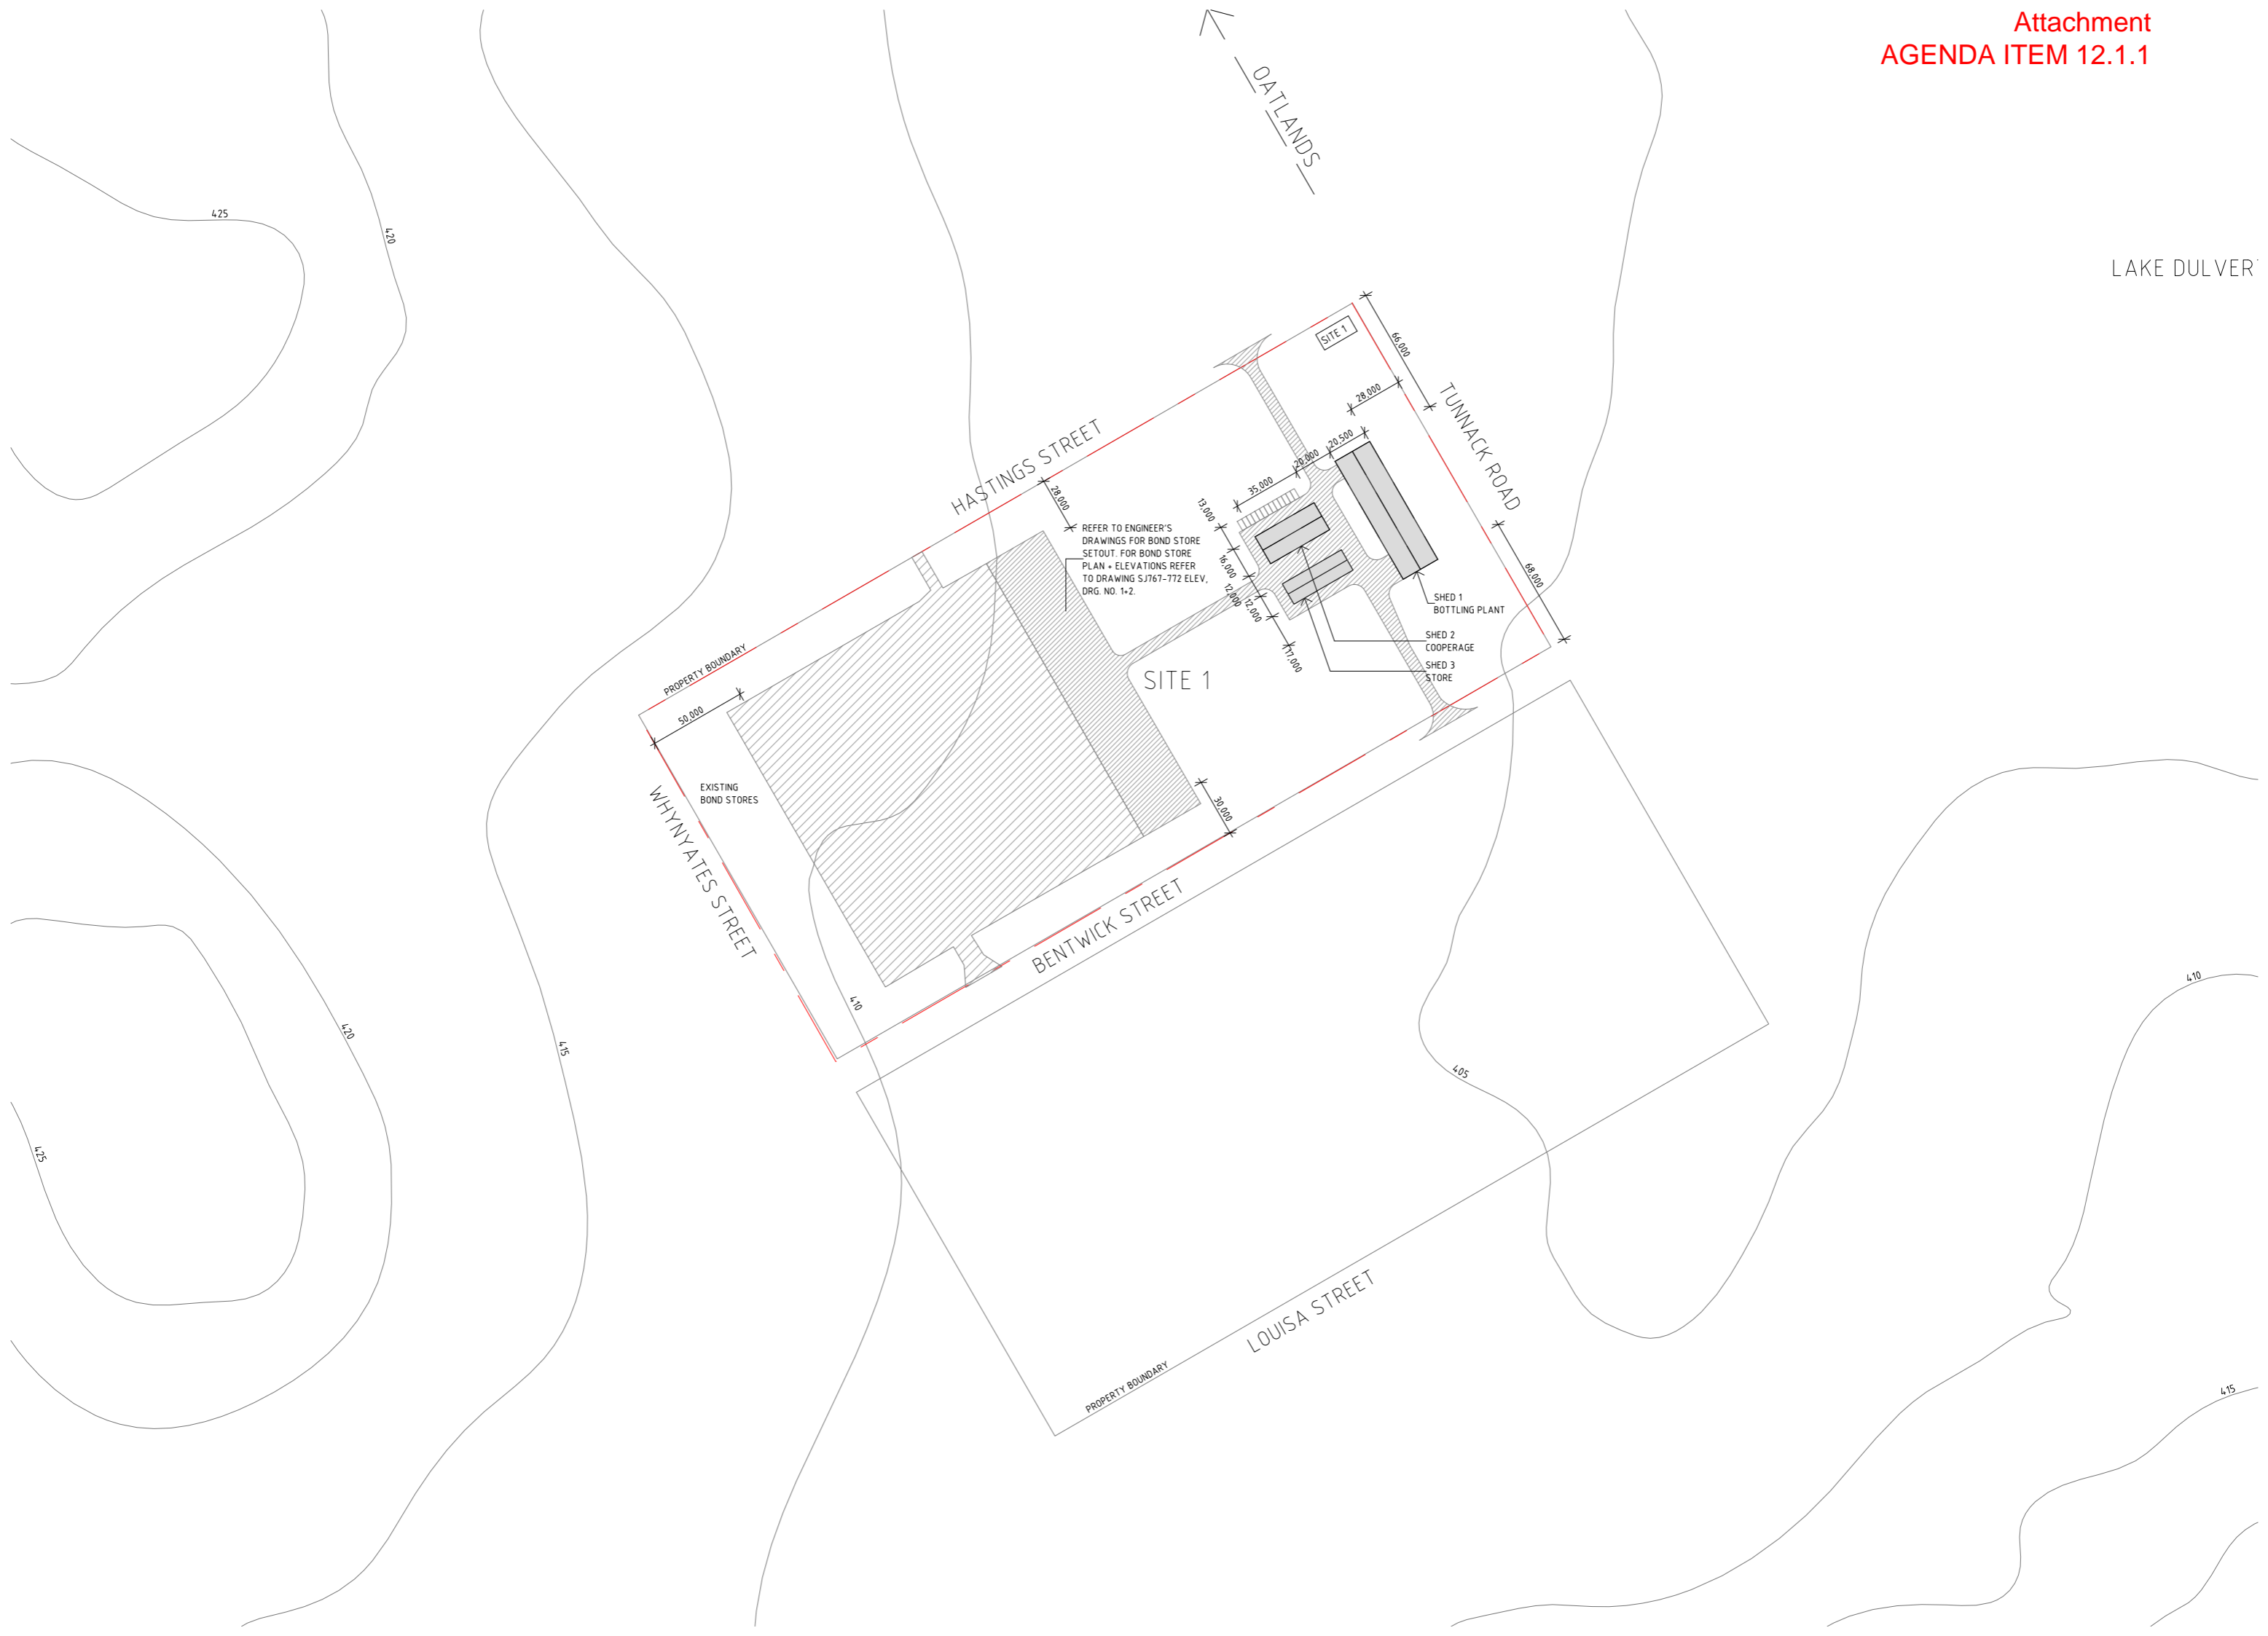 Attachment
AGENDA ITEM 12.1.1
OATLANDS
425
420
LAKE DULVER
SITE 1
66,000
28,000
TUNNACK ROAD
HASTINGS STREET
20,500
20,000
35,000
28,000
13,000
16,000
12,000
12,000
17,000
68,000
REFER TO ENGINEER'S
DRAWINGS FOR BOND STORE
SETOUT. FOR BOND STORE
PLAN + ELEVATIONS REFER
TO DRAWING SJ767-772 ELEV,
DRG. NO. 1+2.
SHED 1
BOTTLING PLANT
SHED 2
COOPERAGE
SHED 3
STORE
PROPERTY BOUNDARY
SITE 1
50,000
EXISTING
BOND STORES
30,000
WHYNYATES STREET
BENTWICK STREET
410
410
420
415
405
425
LOUISA STREET
PROPERTY BOUNDARY
415